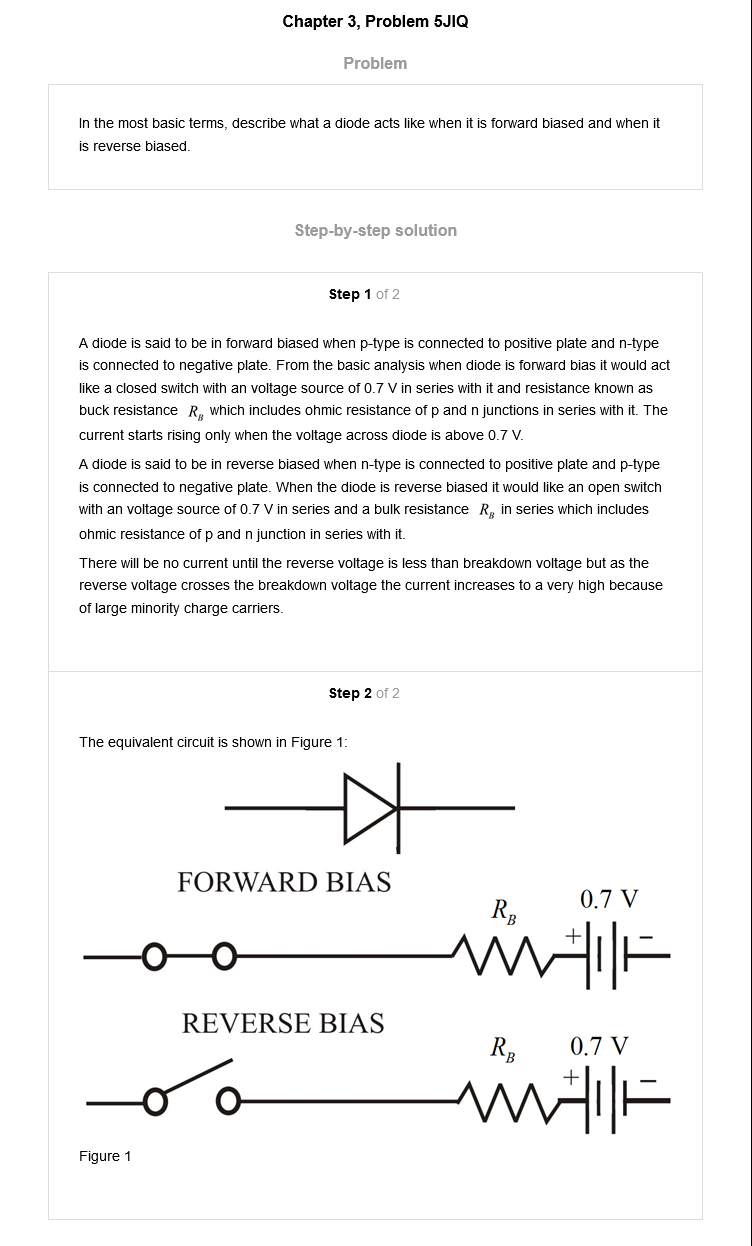 Chapter 3, Problem 5JIQ
Problem
In the most basic terms, describe what a diode acts like when it is forward biased and when it
is reverse biased.
Step-by-step solution
Step 1 of 2
A diode is said to be in forward biased when p-type is connected to positive plate and n-type
is connected to negative plate. From the basic analysis when diode is forward bias it would act
like a closed switch with an voltage source of 0.7 V in series with it and resistance known as
buck resistance R_B which includes ohmic resistance of p and n junctions in series with it. The
current starts rising only when the voltage across diode is above 0.7 V.
A diode is said to be in reverse biased when n-type is connected to positive plate and p-type
is connected to negative plate. When the diode is reverse biased it would like an open switch
with an voltage source of 0.7 V in series and a bulk resistance R_B in series which includes
ohmic resistance of p and n junction in series with it.
There will be no current until the reverse voltage is less than breakdown voltage but as the
reverse voltage crosses the breakdown voltage the current increases to a very high because
of large minority charge carriers.
Step 2 of 2
The equivalent circuit is shown in Figure 1:
FORWARD BIAS
R_B 0.7 V
+ −
REVERSE BIAS
R_B 0.7 V
+ −
Figure 1